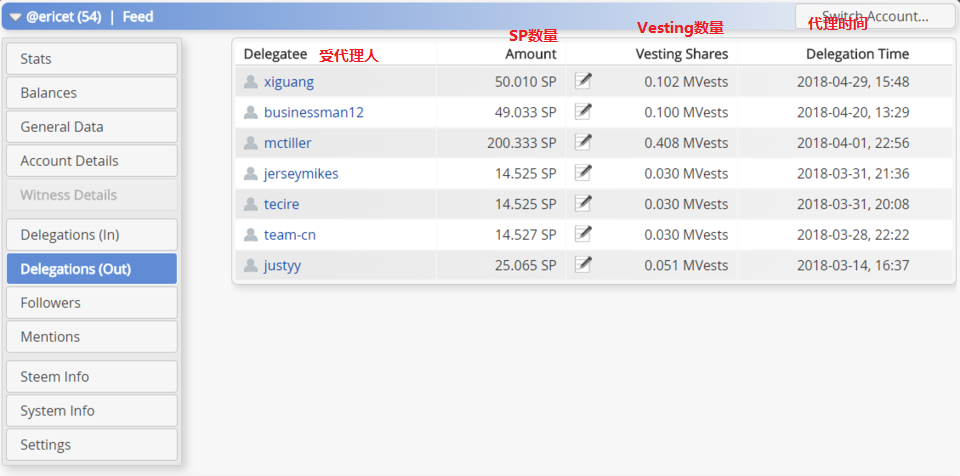 @ericet (54) | Feed
Switch Account...
代理时间
Stats
Balances
General Data
Account Details
Witness Details
Delegations (In)
Delegations (Out)
Followers
Mentions
Steem Info
System Info
Settings
SP数量 Vesting数量
Delegatee 受代理人 Amount Vesting Shares Delegation Time
xiguang 50.010 SP 0.102 MVests 2018-04-29, 15:48
businessman12 49.033 SP 0.100 MVests 2018-04-20, 13:29
mctiller 200.333 SP 0.408 MVests 2018-04-01, 22:56
jerseymikes 14.525 SP 0.030 MVests 2018-03-31, 21:36
tecire 14.525 SP 0.030 MVests 2018-03-31, 20:08
team-cn 14.527 SP 0.030 MVests 2018-03-28, 22:22
justyy 25.065 SP 0.051 MVests 2018-03-14, 16:37